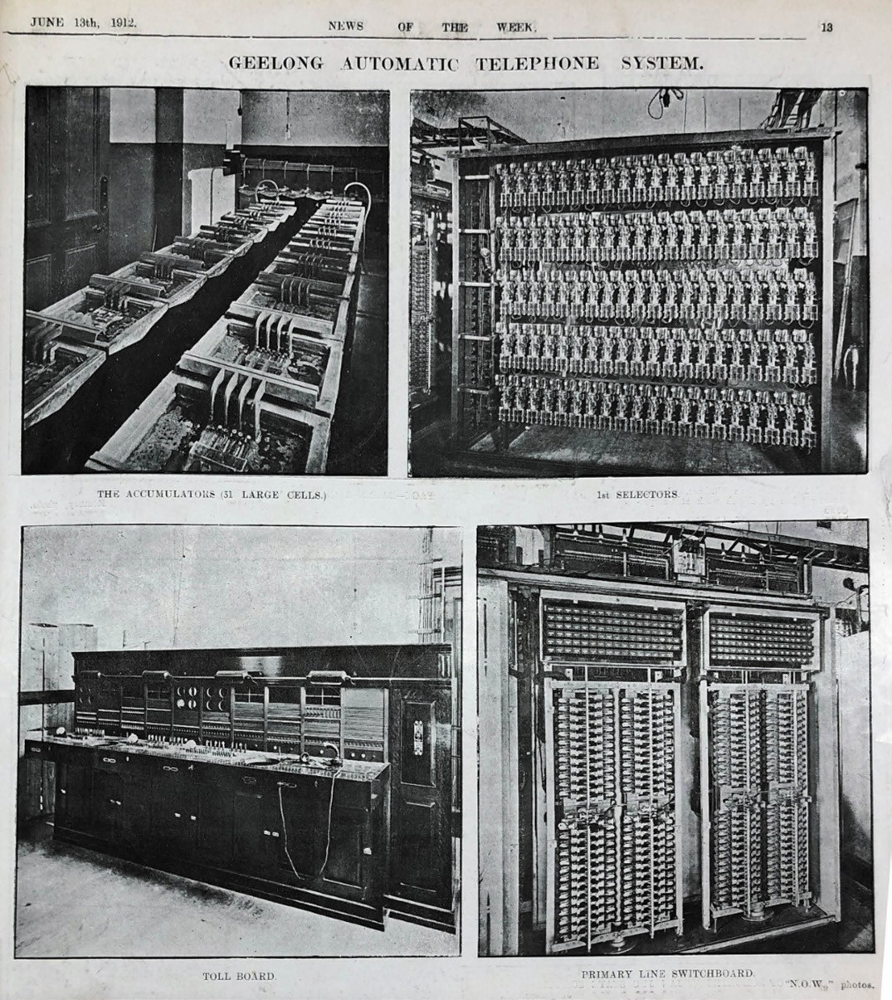 JUNE 13th, 1912. NEWS OF THE WEEK. 13
GEELONG AUTOMATIC TELEPHONE SYSTEM.
THE ACCUMULATORS (31 LARGE CELLS.)
1st SELECTORS.
TOLL BOARD.
PRIMARY LINE SWITCHBOARD.
"N.O.W." photos.